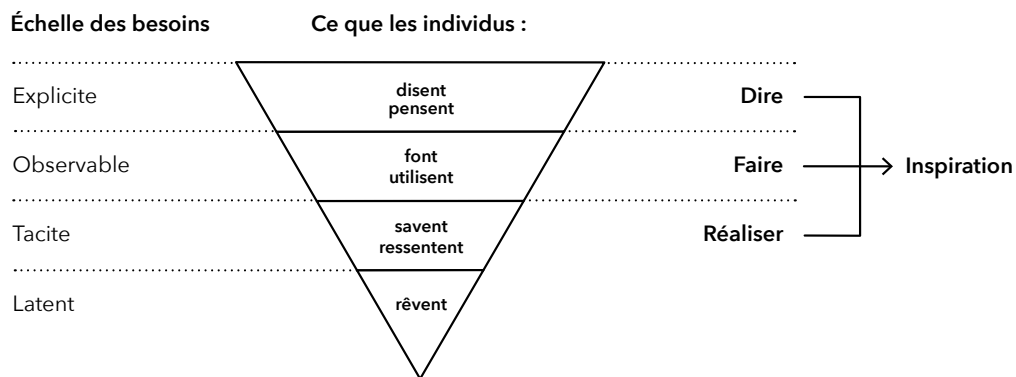 Échelle des besoins
Ce que les individus :
Explicite
disent
pensent
Dire
Observable
font
utilisent
Faire
Inspiration
Tacite
savent
ressentent
Réaliser
Latent
rêvent